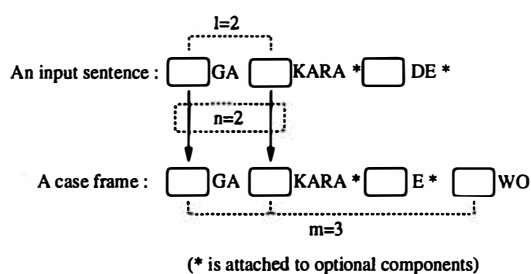 l=2
An input sentence : GA KARA * DE *
n=2
A case frame : GA KARA * E * WO
m=3
(* is attached to optional components)